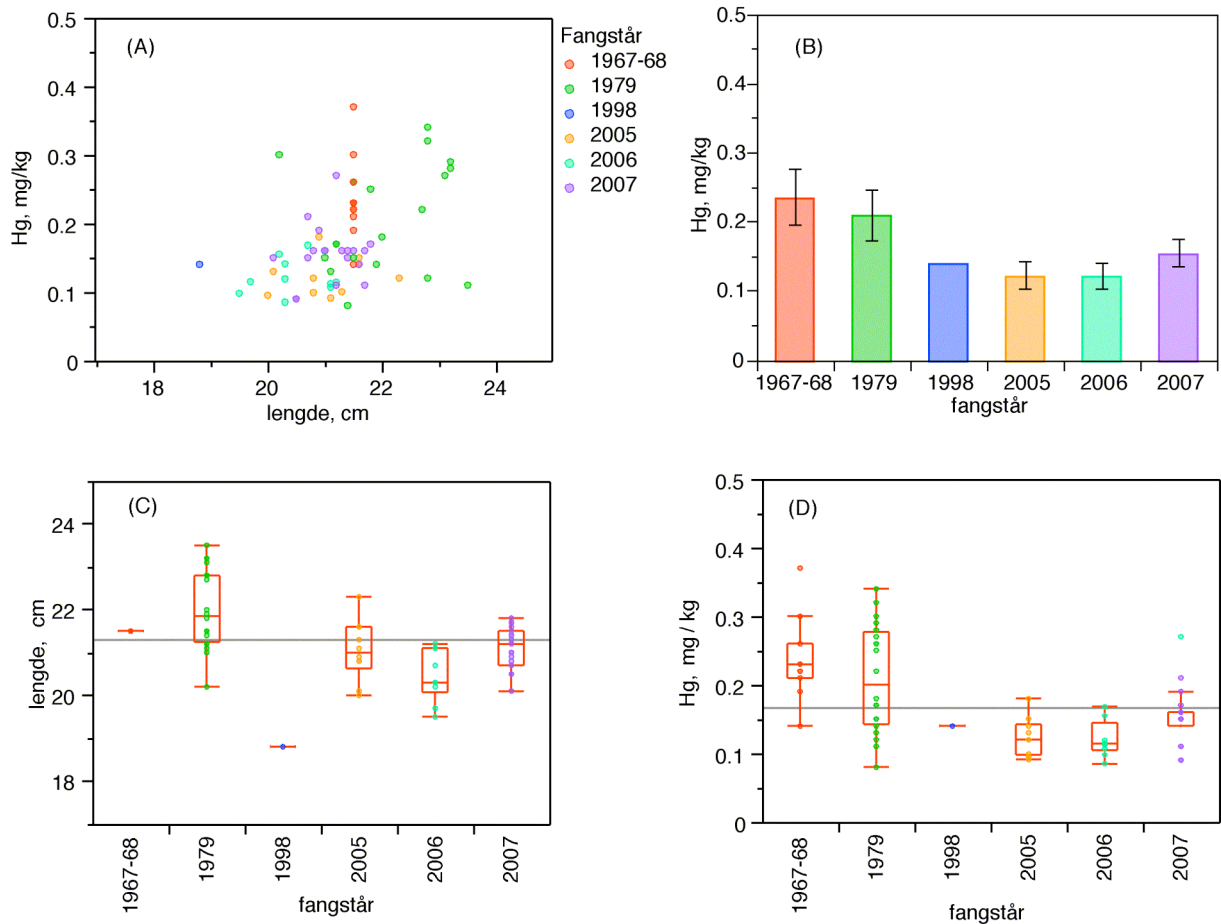 (A)
Hg, mg/kg
0.5
0.4
0.3
0.2
0.1
0
18 20 22 24
lengde, cm
Fangstår
1967-68
1979
1998
2005
2006
2007
(B)
Hg, mg/kg
0.5
0.4
0.3
0.2
0.1
0
1967-68 1979 1998 2005 2006 2007
fangstår
(C)
lengde, cm
24
22
20
18
1967-68 1979 1998 2005 2006 2007
fangstår
(D)
Hg, mg / kg
0.5
0.4
0.3
0.2
0.1
0
1967-68 1979 1998 2005 2006 2007
fangstår